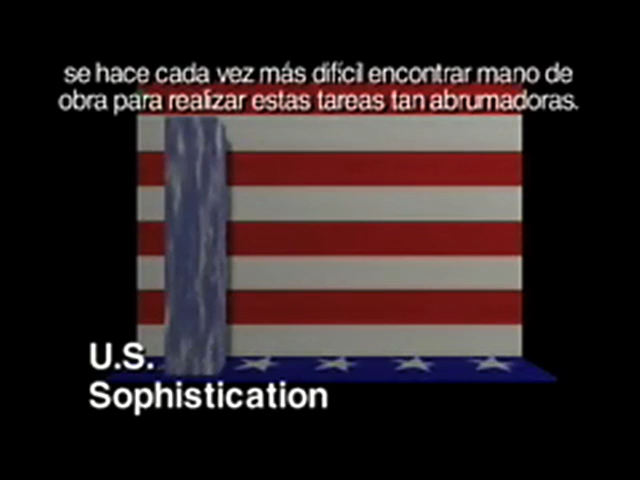 se hace cada vez más difícil encontrar mano de
obra para realizar estas tareas tan abrumadoras.
U.S.
Sophistication